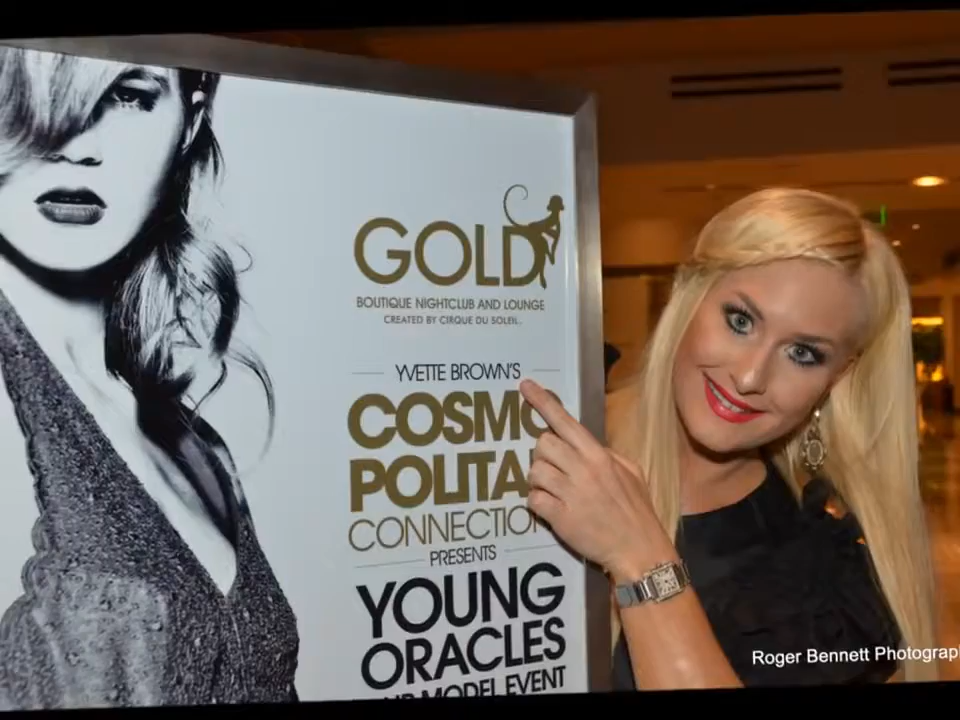 GOLD
BOUTIQUE NIGHTCLUB AND LOUNGE
CREATED BY CIRQUE DU SOLEIL
YVETTE BROWN'S
COSMO
POLITA
CONNECTION
PRESENTS
YOUNG
ORACLES
MODEL EVENT
Roger Bennett Photograp